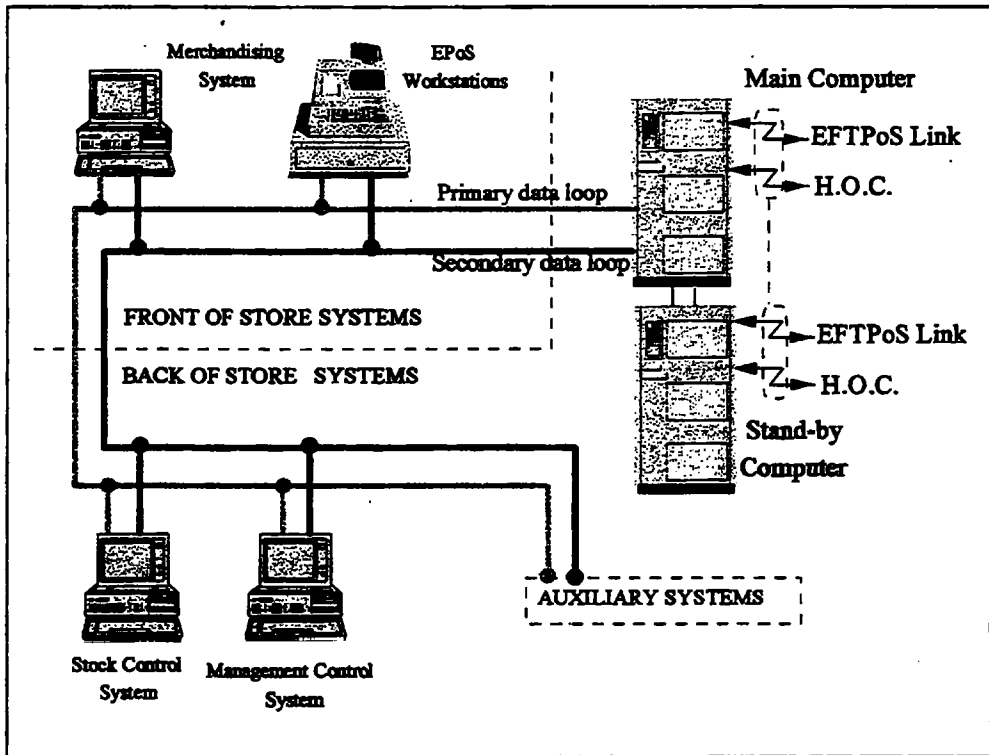 Merchandising
System
EPoS
Workstations
Main Computer
EFTPoS Link
H.O.C.
Primary data loop
Secondary data loop
FRONT OF STORE SYSTEMS
EFTPoS Link
H.O.C.
BACK OF STORE SYSTEMS
Stand-by
Computer
AUXILIARY SYSTEMS
Stock Control
System
Management Control
System